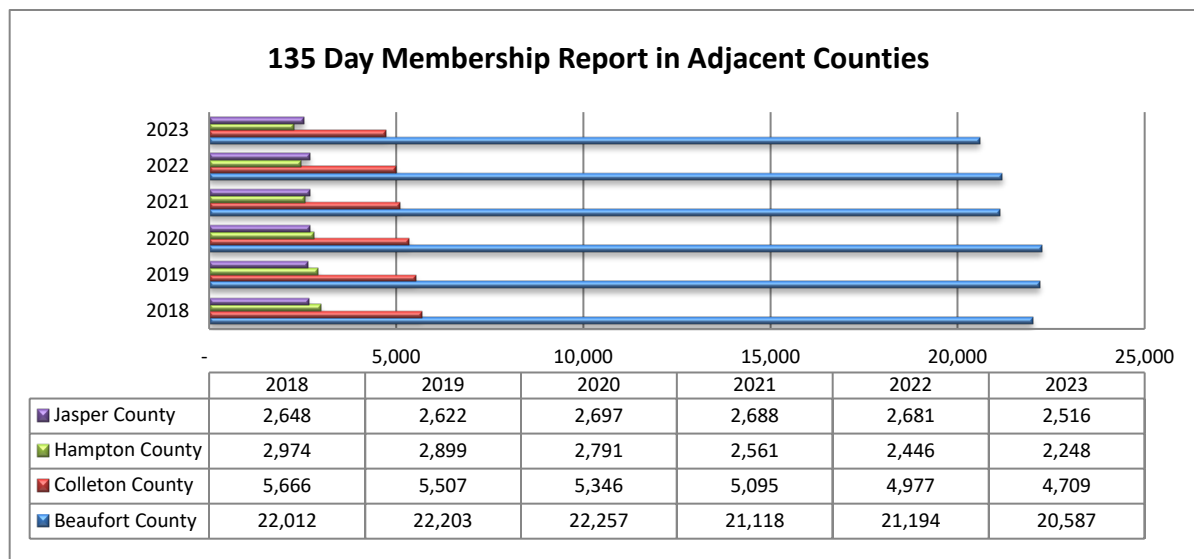 135 Day Membership Report in Adjacent Counties
2023
2022
2021
2020
2019
2018
- 5,000 10,000 15,000 20,000 25,000
2018 2019 2020 2021 2022 2023
Jasper County 2,648 2,622 2,697 2,688 2,681 2,516
Hampton County 2,974 2,899 2,791 2,561 2,446 2,248
Colleton County 5,666 5,507 5,346 5,095 4,977 4,709
Beaufort County 22,012 22,203 22,257 21,118 21,194 20,587